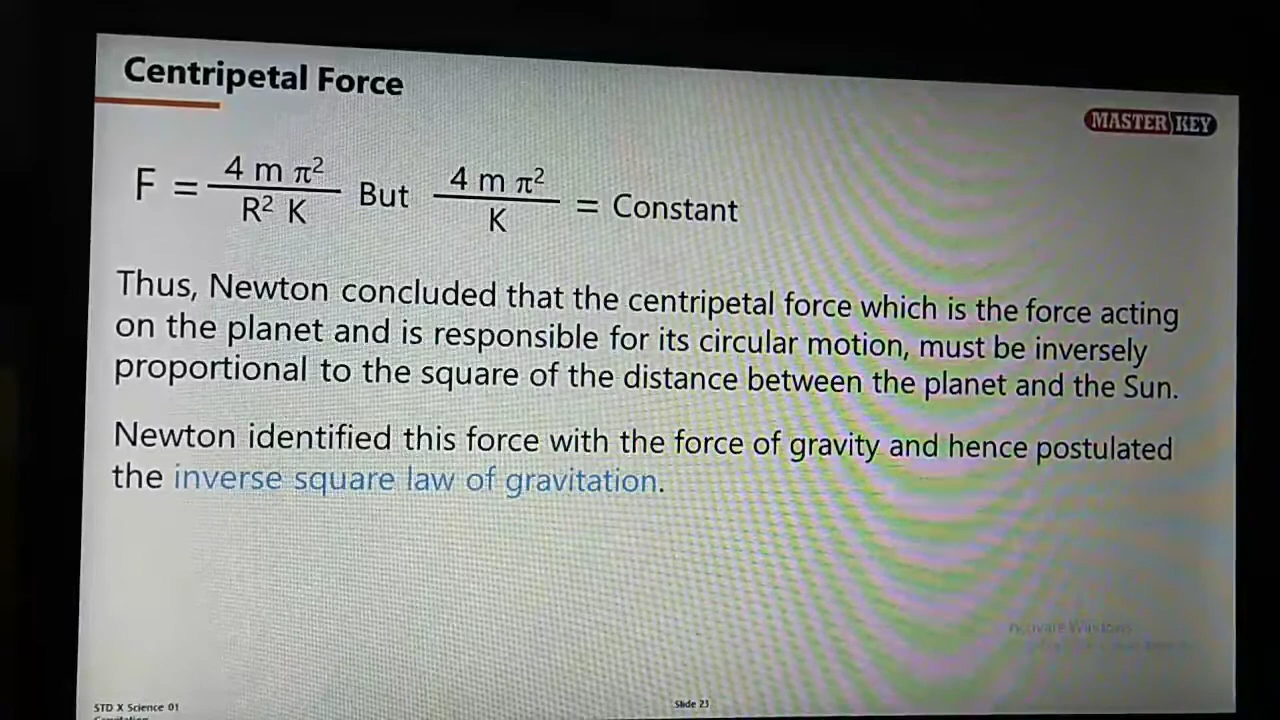 Centripetal Force
MASTER KEY
F = 4 m π² / R² K But 4 m π² / K = Constant
Thus, Newton concluded that the centripetal force which is the force acting
on the planet and is responsible for its circular motion, must be inversely
proportional to the square of the distance between the planet and the Sun.
Newton identified this force with the force of gravity and hence postulated
the inverse square law of gravitation.
STD X Science 01
Slide 23